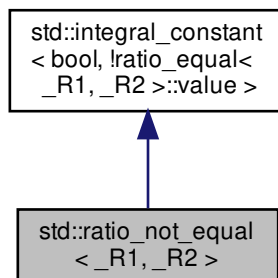 std::integral_constant
< bool, !ratio_equal<
_R1, _R2 >::value >
std::ratio_not_equal
< _R1, _R2 >